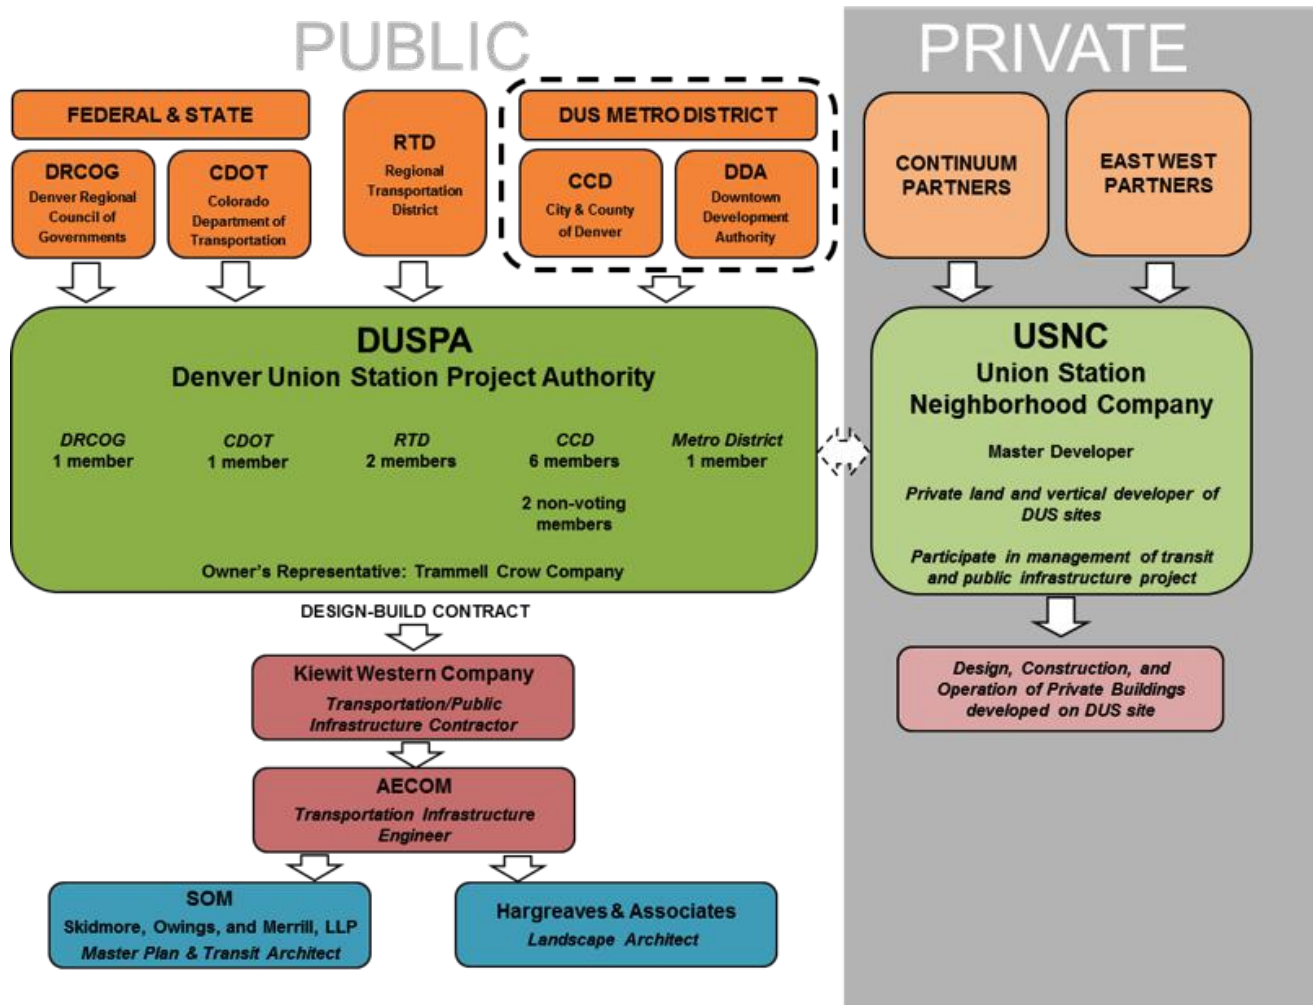 PUBLIC
PRIVATE
FEDERAL & STATE
DRCOG
Denver Regional
Council of
Governments
CDOT
Colorado
Department of
Transportation
RTD
Regional
Transportation
District
DUS METRO DISTRICT
CCD
City & County
of Denver
DDA
Downtown
Development
Authority
CONTINUUM
PARTNERS
EAST WEST
PARTNERS
DUSPA
Denver Union Station Project Authority
DRCOG
1 member
CDOT
1 member
RTD
2 members
CCD
6 members
2 non-voting
members
Metro District
1 member
Owner's Representative: Trammell Crow Company
USNC
Union Station
Neighborhood Company
Master Developer
Private land and vertical developer of
DUS sites
Participate in management of transit
and public infrastructure project
DESIGN-BUILD CONTRACT
Kiewit Western Company
Transportation/Public
Infrastructure Contractor
AECOM
Transportation Infrastructure
Engineer
SOM
Skidmore, Owings, and Merrill, LLP
Master Plan & Transit Architect
Hargreaves & Associates
Landscape Architect
Design, Construction, and
Operation of Private Buildings
developed on DUS site